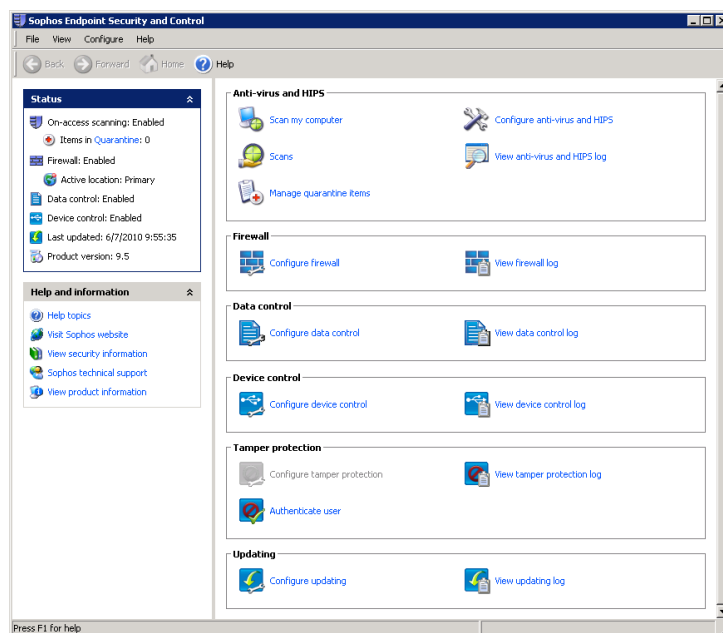 Sophos Endpoint Security and Control
File View Configure Help
Back Forward Home Help
Status
On-access scanning: Enabled
Items in Quarantine: 0
Firewall: Enabled
Active location: Primary
Data control: Enabled
Device control: Enabled
Last updated: 6/7/2010 9:55:35
Product version: 9.5
Help and information
Help topics
Visit Sophos website
View security information
Sophos technical support
View product information
Anti-virus and HIPS
Scan my computer Configure anti-virus and HIPS
Scans View anti-virus and HIPS log
Manage quarantine items
Firewall
Configure firewall View firewall log
Data control
Configure data control View data control log
Device control
Configure device control View device control log
Tamper protection
Configure tamper protection View tamper protection log
Authenticate user
Updating
Configure updating View updating log
Press F1 for help